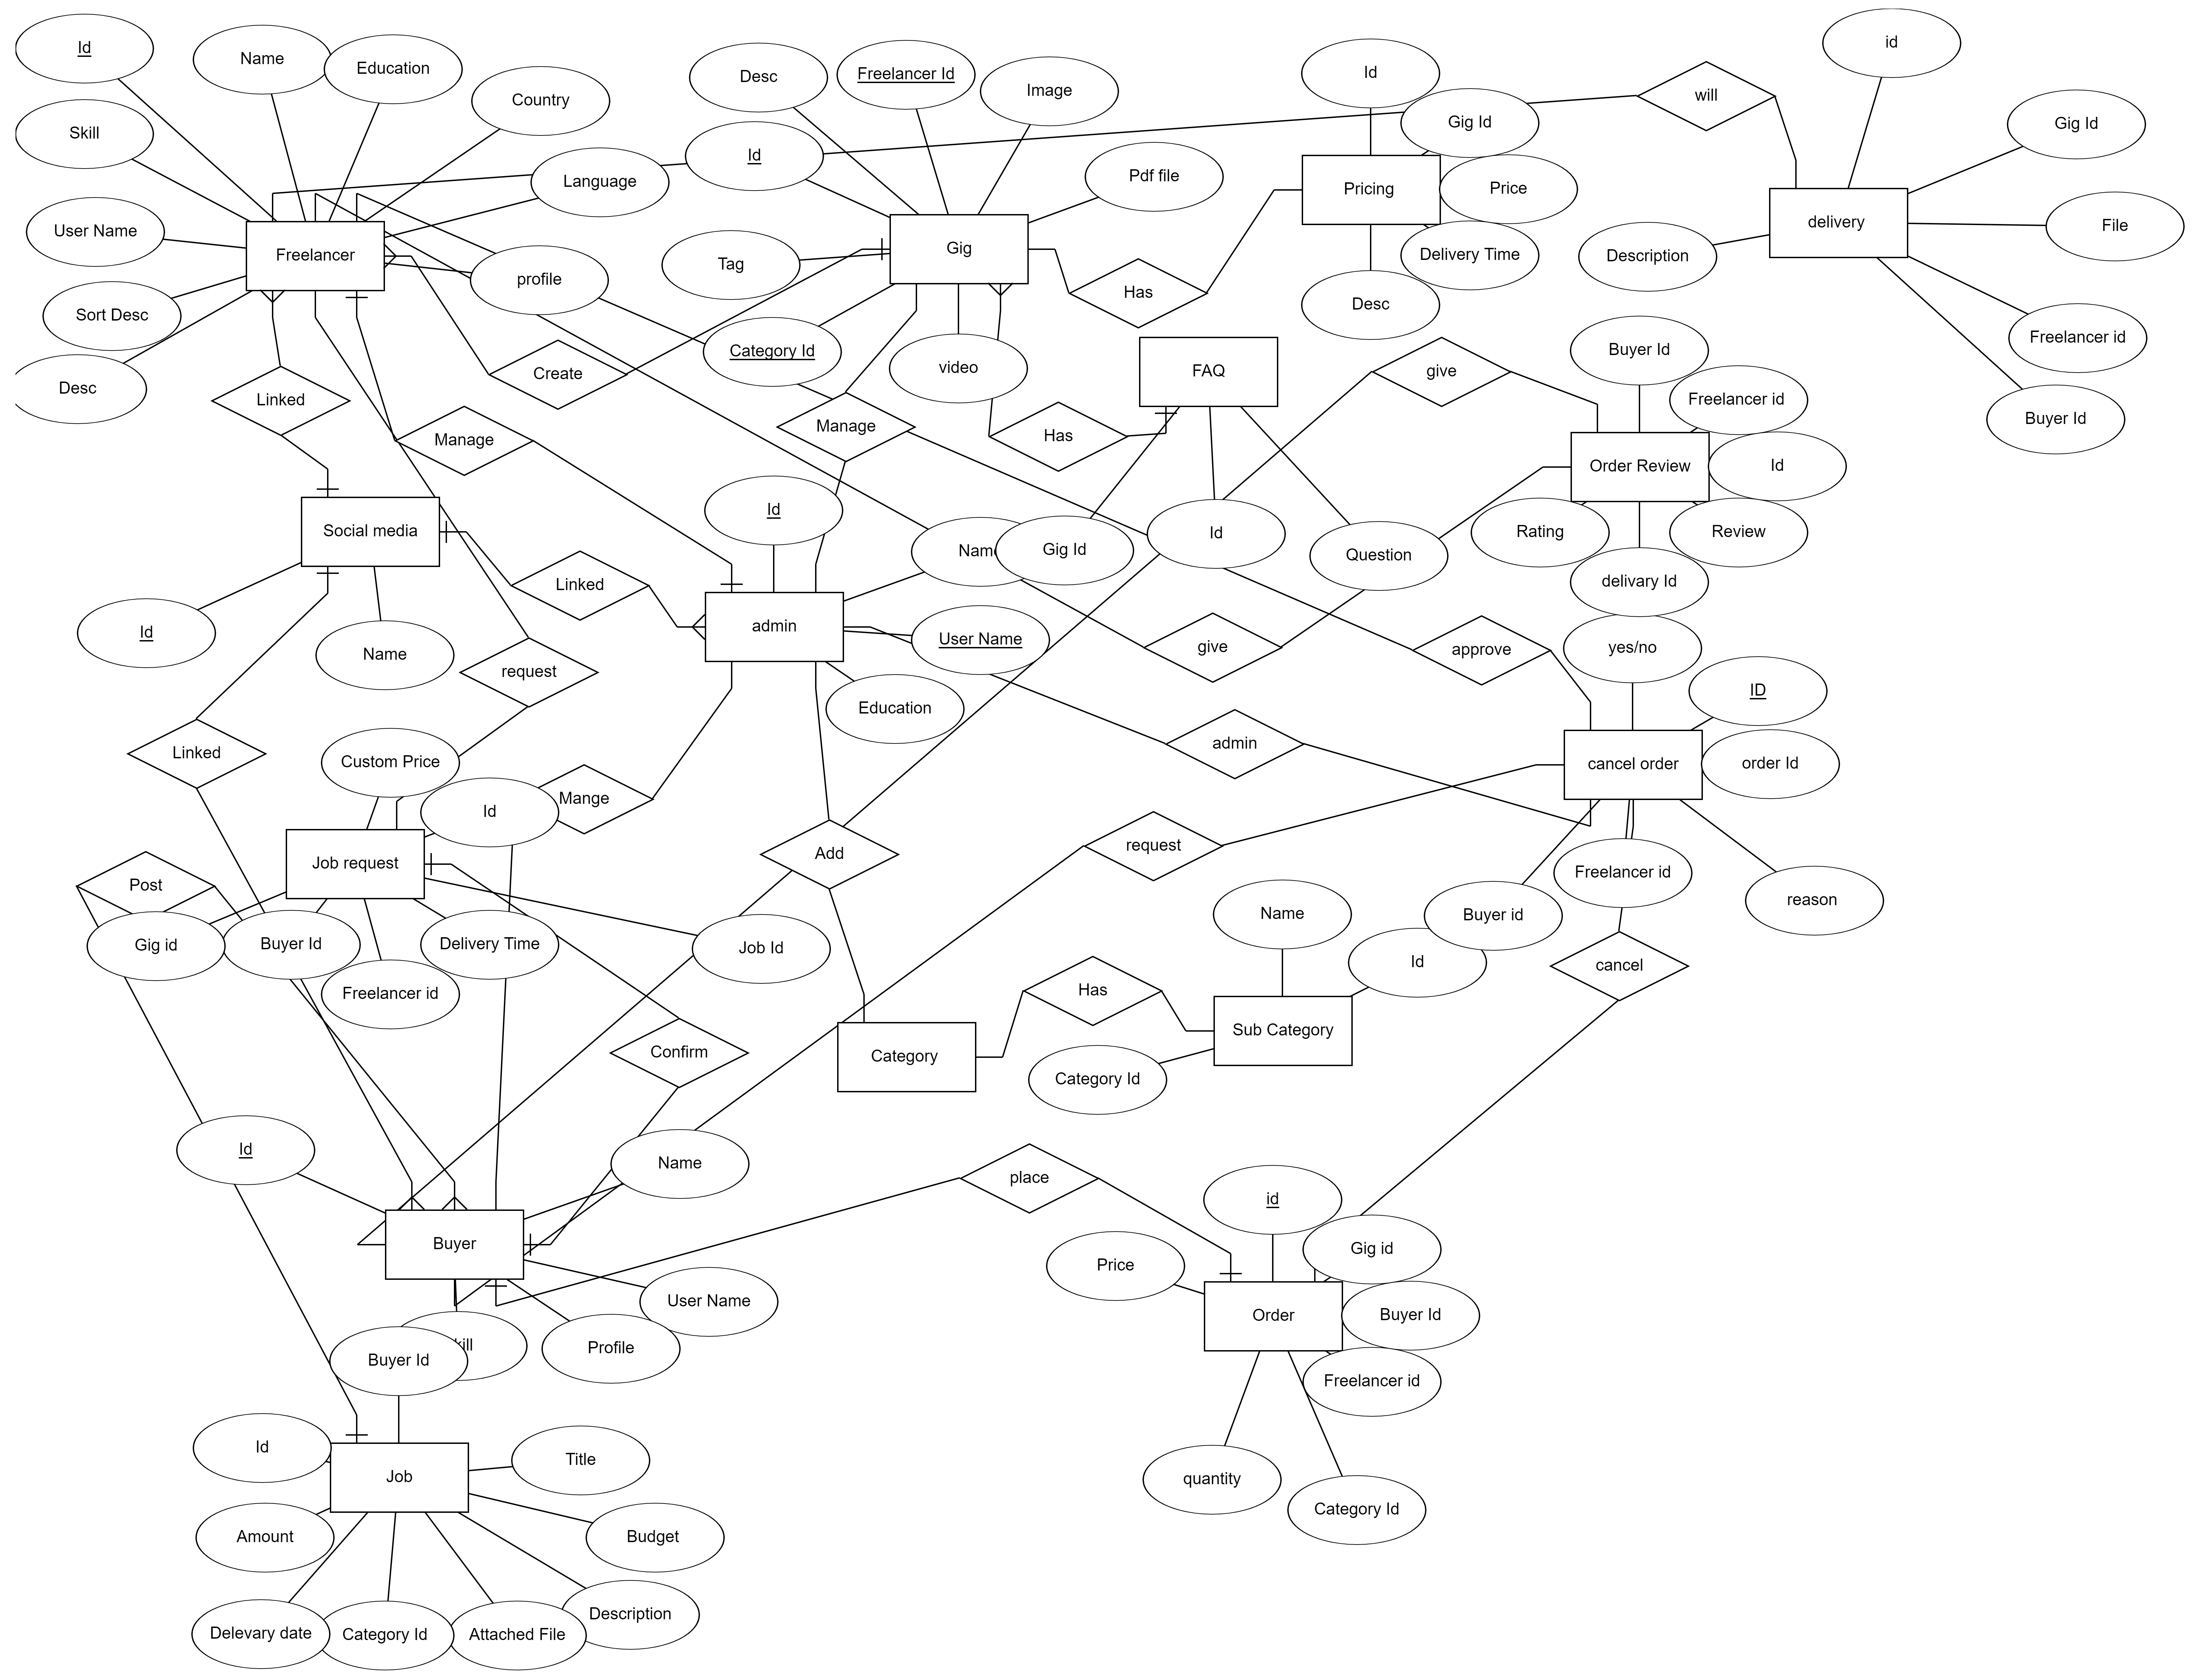 Id
Name
Education
Country
Skill
Language
User Name
Freelancer
profile
Sort Desc
Desc
Desc
Freelancer Id
Image
Id
Pdf file
Gig
Tag
Category Id
video
Id
Gig Id
Pricing
Price
Delivery Time
Desc
Has
will
id
Gig Id
delivery
File
Description
Freelancer id
Buyer Id
Linked
Create
Manage
Manage
Has
FAQ
give
Buyer Id
Freelancer id
Order Review
Id
Rating
Review
delivary Id
Social media
Id
Name
Linked
Id
Nam
Gig Id
Id
Question
admin
User Name
Education
give
approve
yes/no
ID
cancel order
order Id
request
Linked
Custom Price
Id
Mange
admin
Job request
Post
Gig id
Buyer Id
Delivery Time
Freelancer id
Job Id
Add
request
Freelancer id
reason
Buyer id
Name
Id
cancel
Confirm
Category
Has
Sub Category
Category Id
Id
Name
Buyer
User Name
Profile
ill
Buyer Id
place
id
Price
Gig id
Order
Buyer Id
Freelancer id
quantity
Category Id
Id
Job
Title
Amount
Budget
Delevary date
Category Id
Attached File
Description